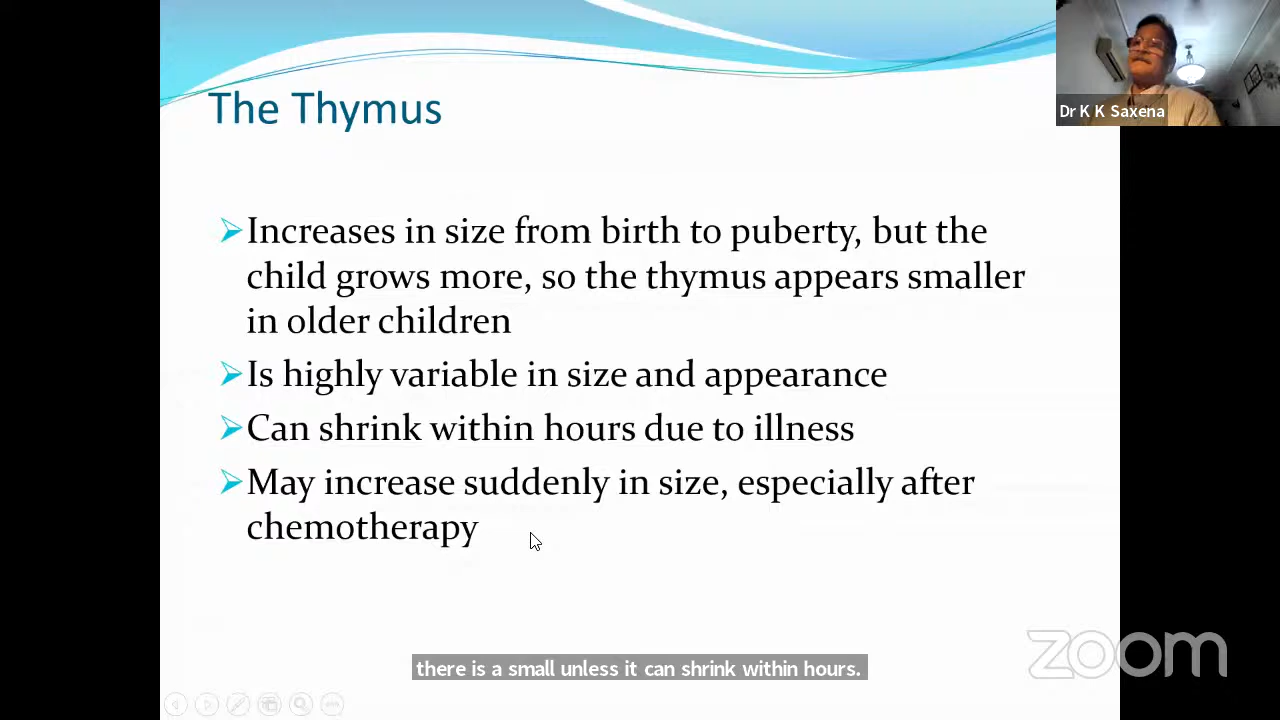 Dr K K Saxena
The Thymus
Increases in size from birth to puberty, but the
child grows more, so the thymus appears smaller
in older children
Is highly variable in size and appearance
Can shrink within hours due to illness
May increase suddenly in size, especially after
chemotherapy
there is a small unless it can shrink within hours.
zoom